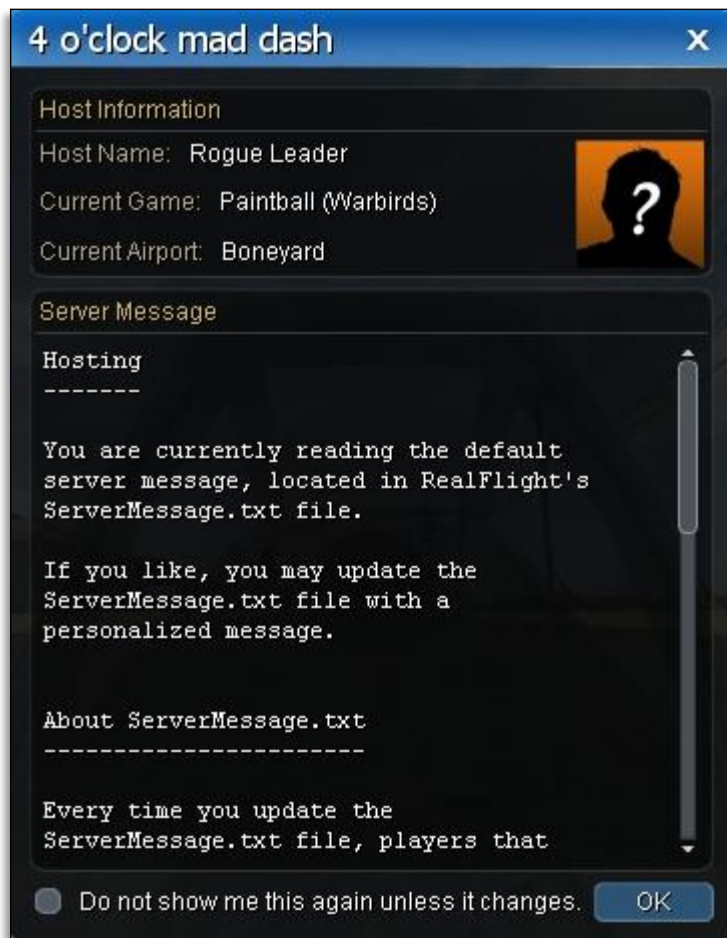 4 o'clock mad dash
X
Host Information
Host Name: Rogue Leader
Current Game: Paintball (Warbirds)
Current Airport: Boneyard
?
Server Message
Hosting
-------
You are currently reading the default
server message, located in RealFlight's
ServerMessage.txt file.
If you like, you may update the
ServerMessage.txt file with a
personalized message.
About ServerMessage.txt
-----------------------
Every time you update the
ServerMessage.txt file, players that
Do not show me this again unless it changes.
OK